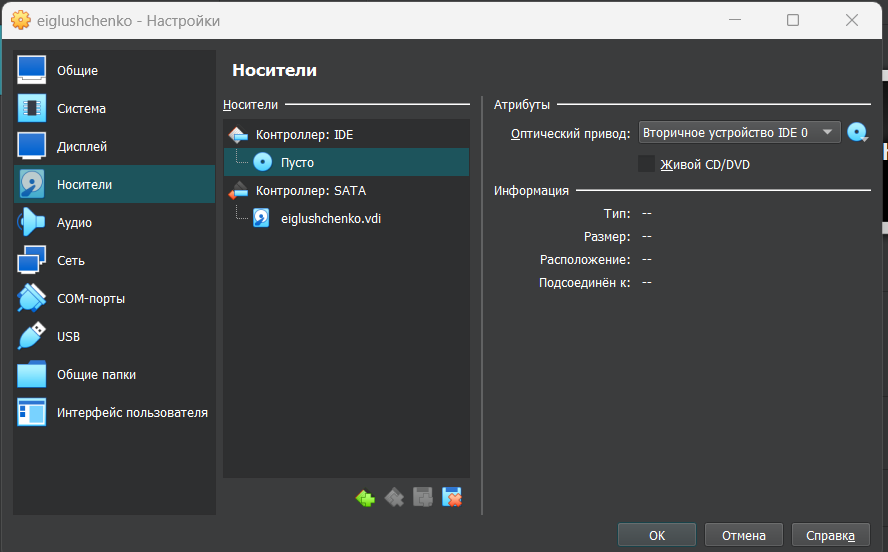 eiglushchenko - Настройки
Общие
Система
Дисплей
Носители
Аудио
Сеть
COM-порты
USB
Общие папки
Интерфейс пользователя
Носители
Носители
Контроллер: IDE
Пусто
Контроллер: SATA
eiglushchenko.vdi
Атрибуты
Оптический привод: Вторичное устройство IDE 0
Живой CD/DVD
Информация
Тип: --
Размер: --
Расположение: --
Подсоединён к: --
OK Отмена Справка